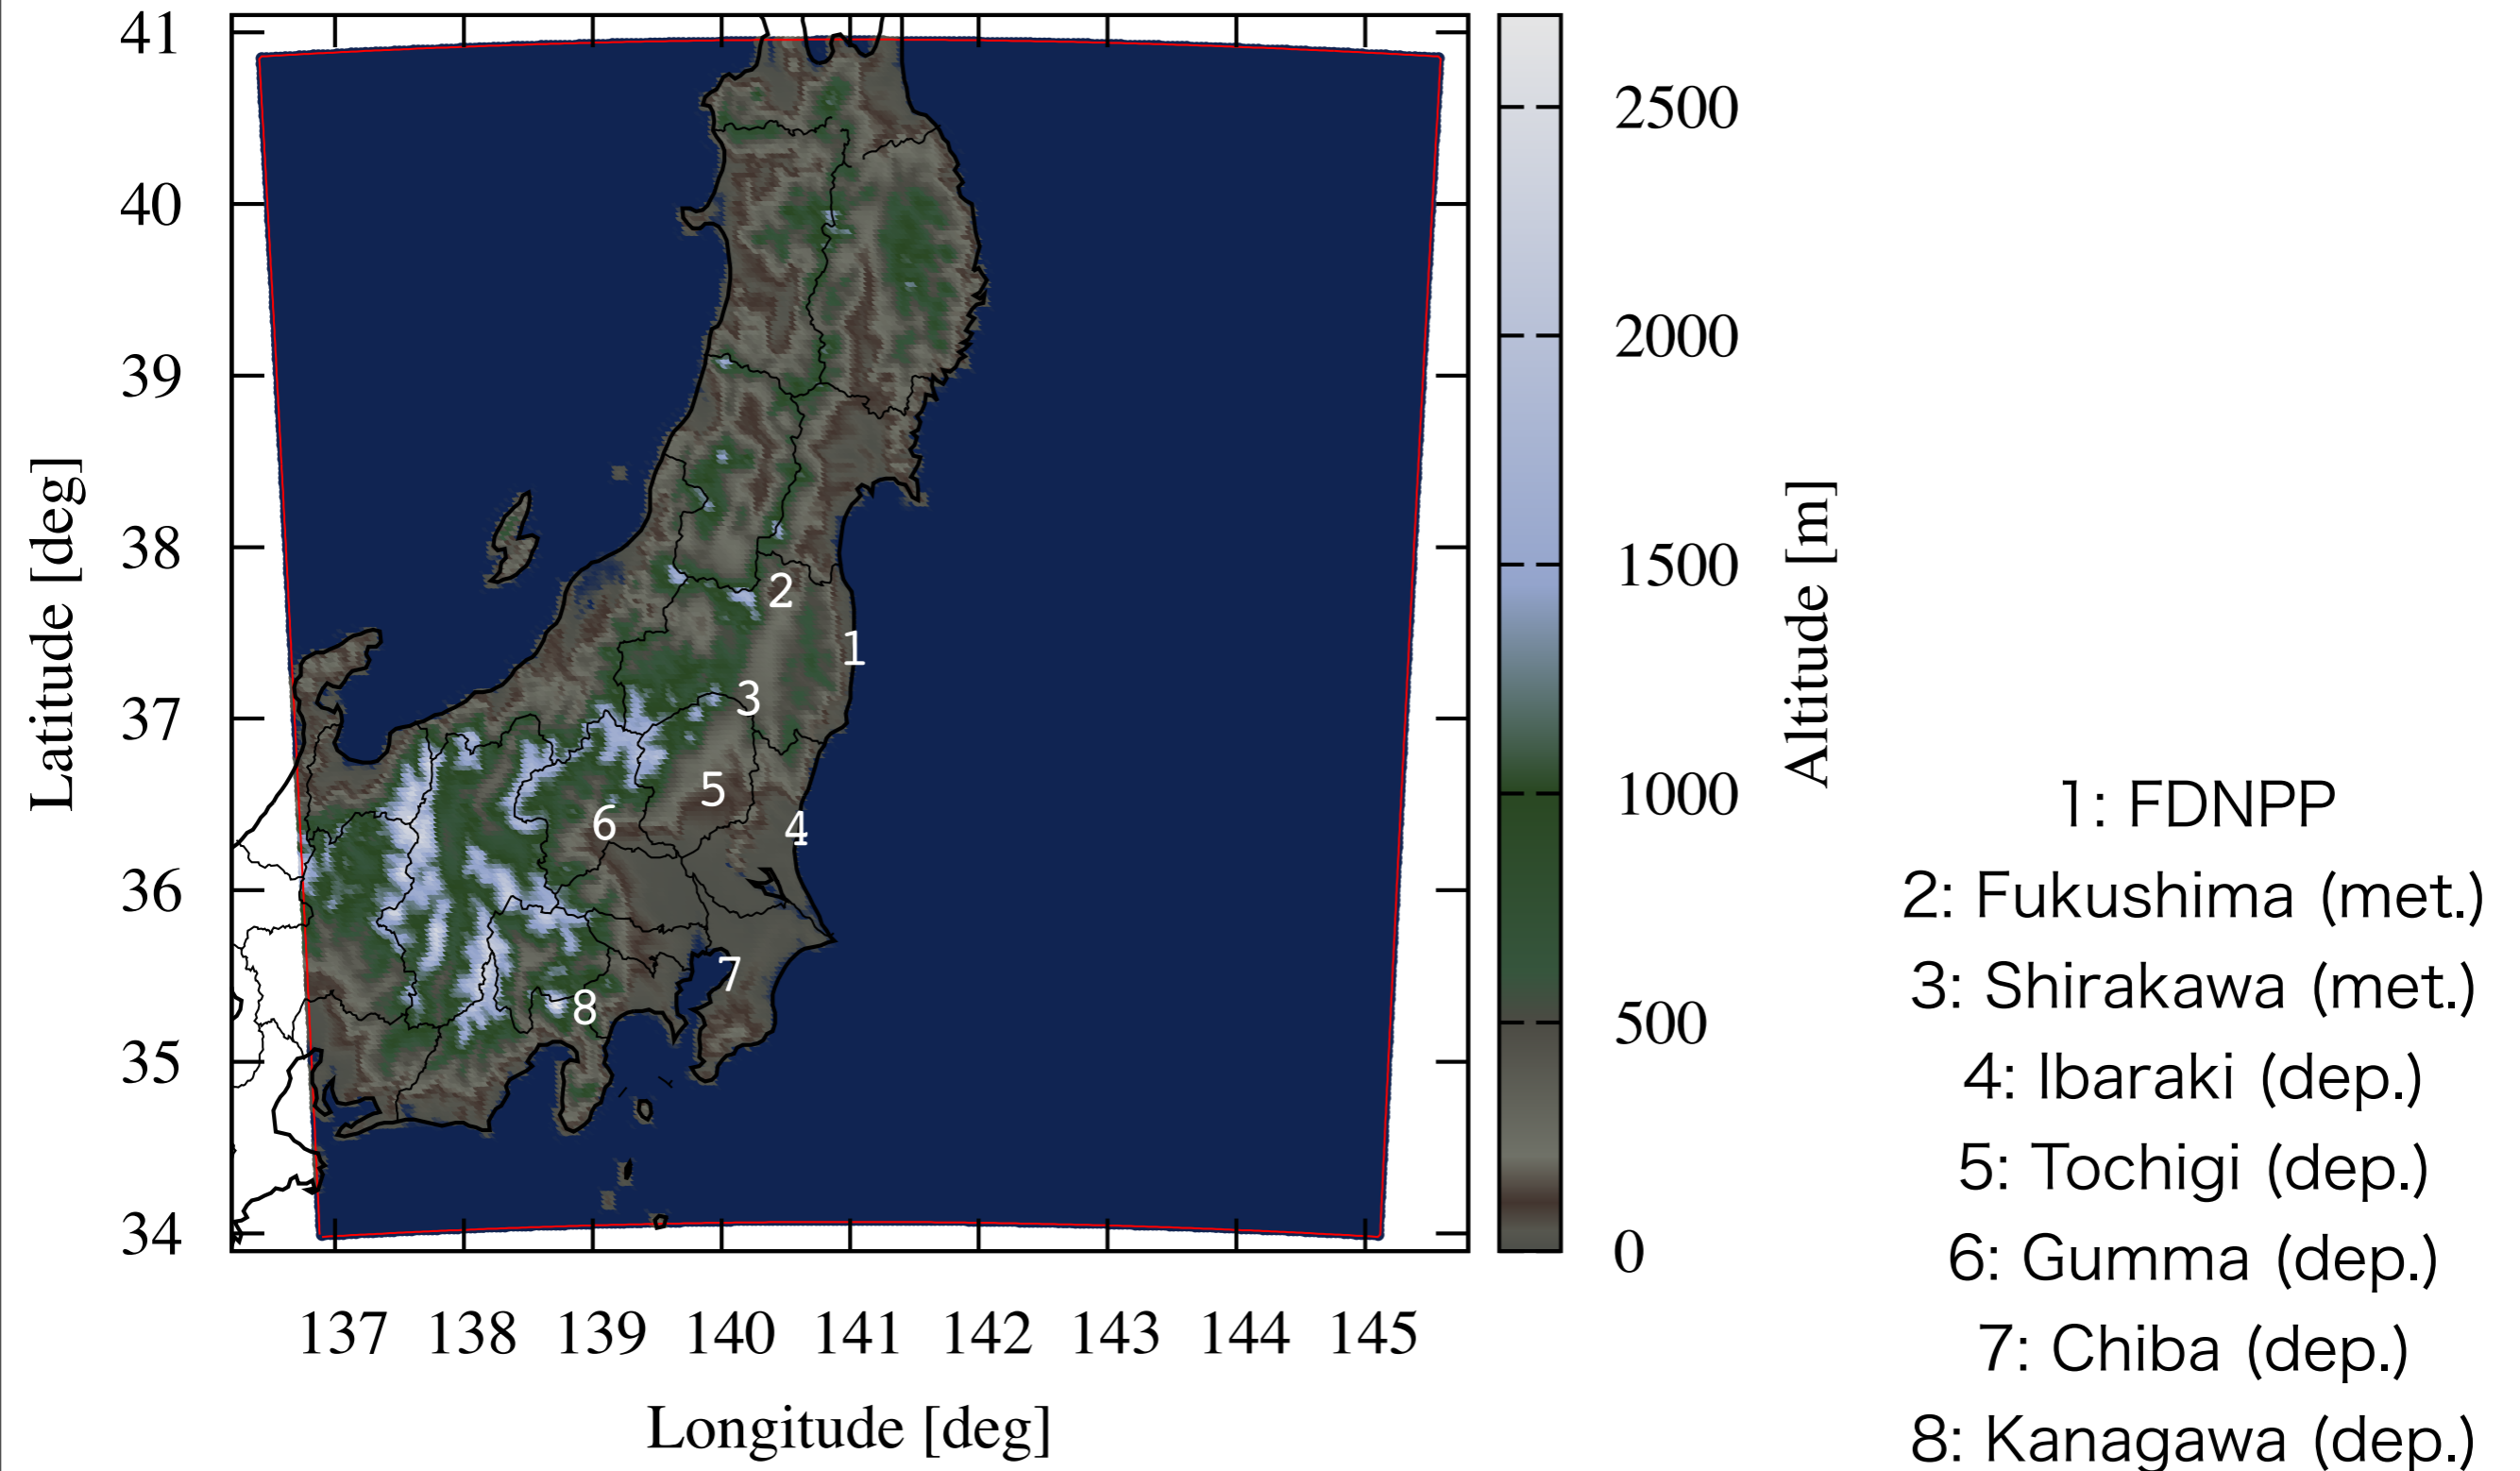 41
40
39
38
37
36
35
34
Latitude [deg]
137 138 139 140 141 142 143 144 145
Longitude [deg]
2
1
3
5
6
4
7
8
2500
2000
1500
1000
500
0
Altitude [m]
1: FDNPP
2: Fukushima (met.)
3: Shirakawa (met.)
4: Ibaraki (dep.)
5: Tochigi (dep.)
6: Gumma (dep.)
7: Chiba (dep.)
8: Kanagawa (dep.)